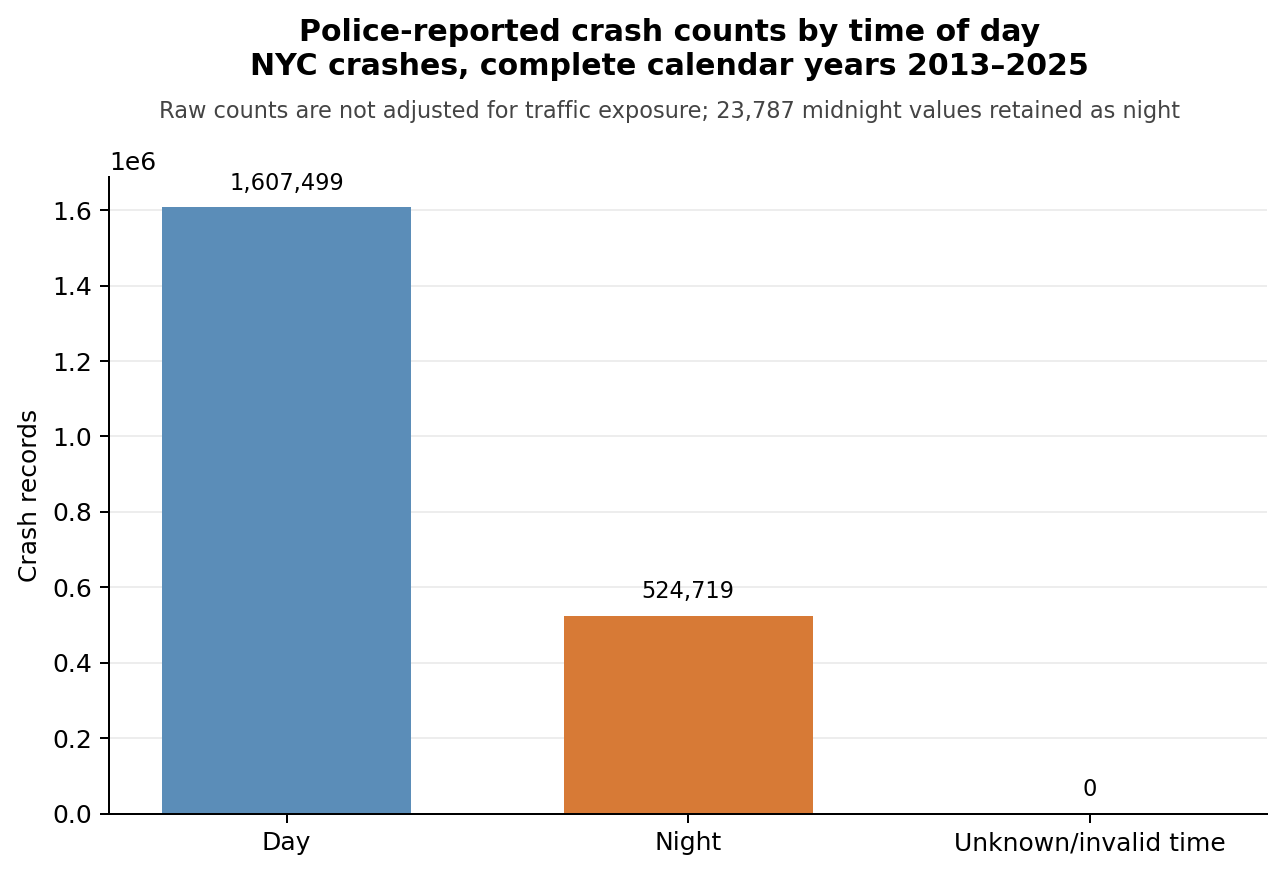 Police-reported crash counts by time of day
NYC crashes, complete calendar years 2013–2025
Raw counts are not adjusted for traffic exposure; 23,787 midnight values retained as night
1e6
1,607,499
1.6
1.4
1.2
1.0
0.8
0.6
524,719
0.4
0.2
0
0.0
Crash records
Day
Night
Unknown/invalid time